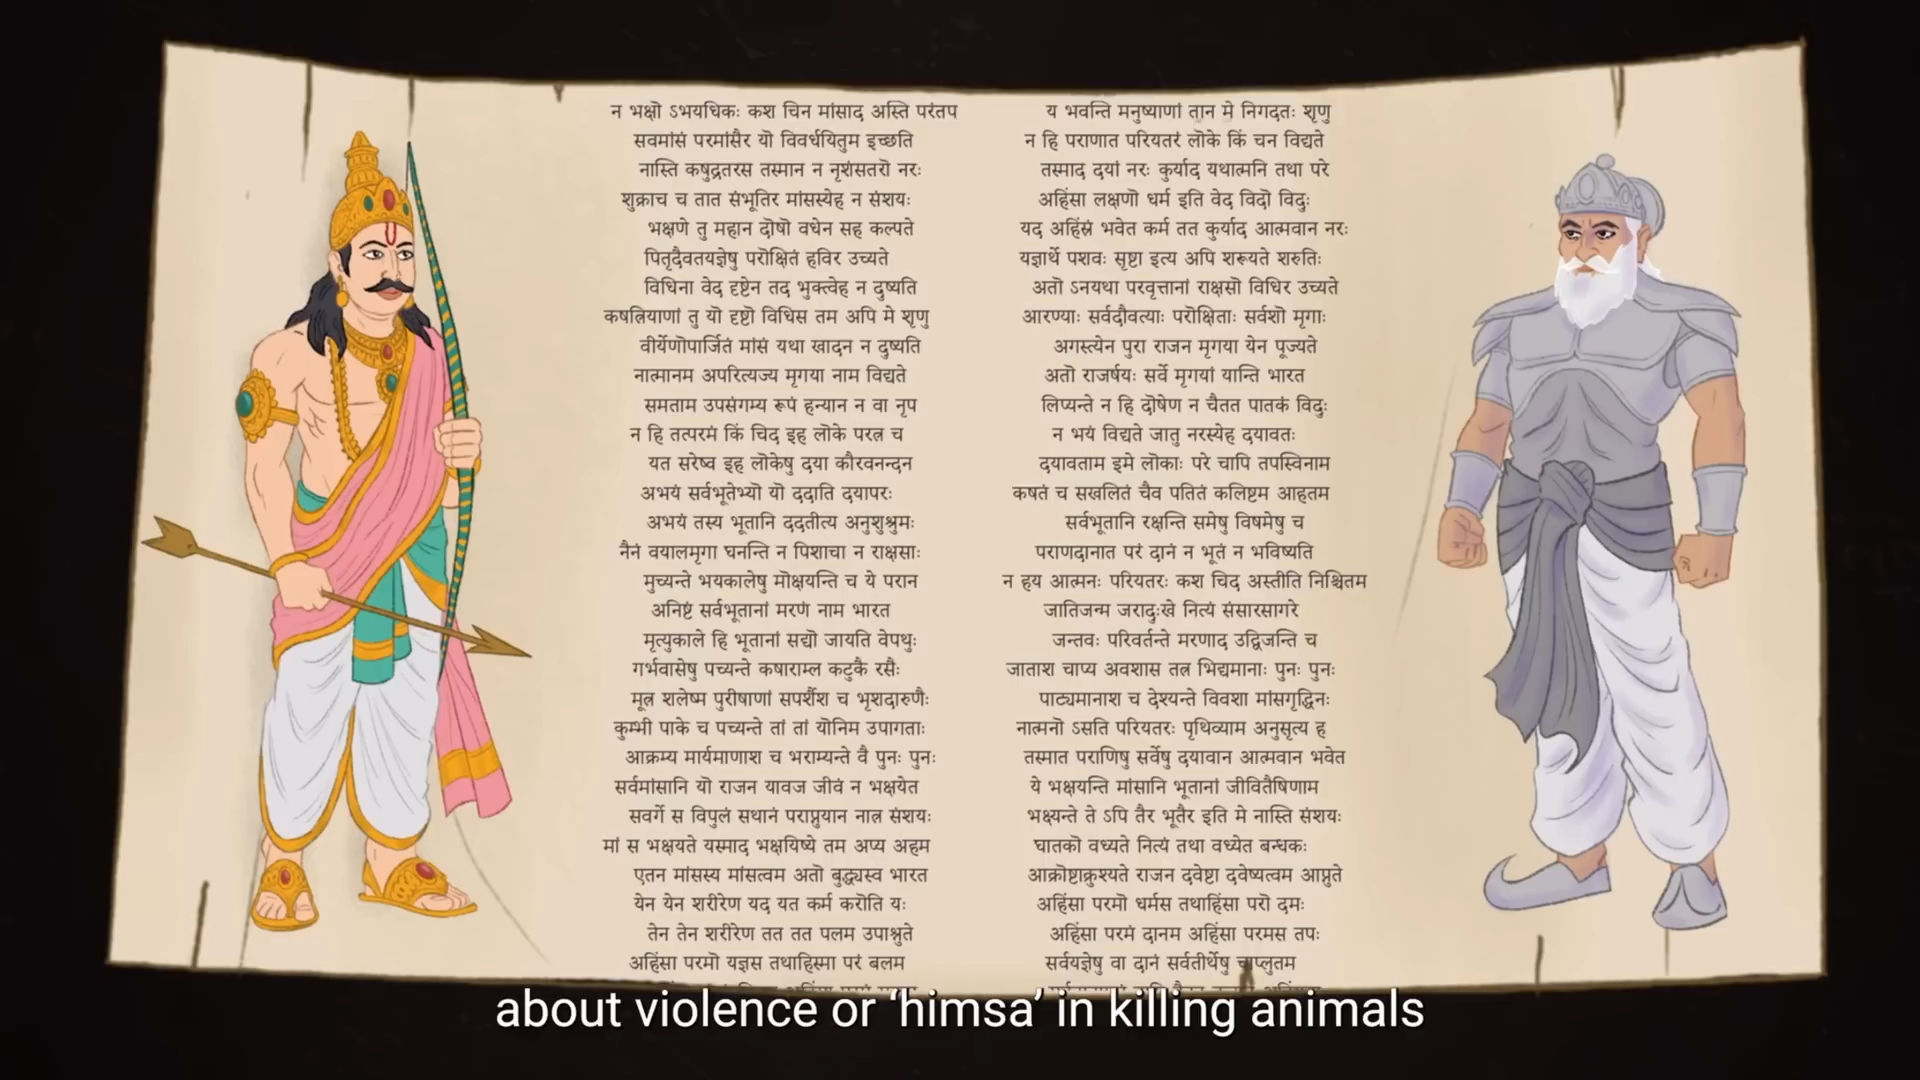 न भक्षॊ ऽभयधिकः कश चिन मांसाद अस्ति परंतप
सवमांसं परमांसैर यॊ विवर्धयितुम इच्छति
नास्ति कषुद्रतरस तस्मान न नृशंसतरॊ नरः
शुक्राच च तात संभूतिर मांसस्येह न संशयः
भक्षणे तु महान दॊषॊ वधेन सह कल्पते
पितृदैवतयज्ञेषु परॊक्षितं हविर उच्यते
विधिना वेद दृष्टेन तद भुक्त्वेह न दुष्यति
कषत्रियाणां तु यॊ दृष्टॊ विधिस तम अपि मे शृणु
वीर्येणॊपार्जितं मांसं यथा खादन न दुष्यति
नात्मानम अपरित्यज्य मृगया नाम विद्यते
समताम उपसंगम्य रूपं हन्यान न वा नृप
न हि तत्परमं किं चिद इह लॊके परत्र च
यत सरेष्व इह लॊकेषु दया कौरवनन्दन
अभयं सर्वभूतेभ्यॊ यॊ ददाति दयापरः
अभयं तस्य भूतानि ददतीत्य अनुशुश्रुमः
नैनं वयालमृगा घनन्ति न पिशाचा न राक्षसाः
मुच्यन्ते भयकालेषु मॊक्षयन्ति च ये परान
अनिष्टं सर्वभूतानां मरणं नाम भारत
मृत्युकाले हि भूतानां सद्यॊ जायति वेपथुः
गर्भवासेषु पच्यन्ते कषाराम्ल कटुकै रसैः
मूत्र शलेष्म पुरीषाणां सपर्शैश च भृशदारुणैः
कुम्भी पाके च पच्यन्ते तां तां यॊनिम उपागताः
आक्रम्य मार्यमाणाश च भराम्यन्ते वै पुनः पुनः
सर्वमांसानि यॊ राजन यावज जीवं न भक्षयेत
सवर्गे स विपुलं सथानं पराप्नुयान नात्र संशयः
मां स भक्षयते यस्माद भक्षयिष्ये तम अप्य अहम
एतन मांसस्य मांसत्वम अतॊ बुद्ध्यस्व भारत
येन येन शरीरेण यद यत कर्म करॊति यः
तेन तेन शरीरेण तत तत पलम उपाश्नुते
अहिंसा परमॊ यज्ञस तथाहिस्मा परं बलम
य भवन्ति मनुष्याणां तान मे निगदतः शृणु
न हि पराणात परियतरं लॊके किं चन विद्यते
तस्माद दयां नरः कुर्याद यथात्मनि तथा परे
अहिंसा लक्षणॊ धर्म इति वेद विदॊ विदुः
यद अहिंस्रं भवेत कर्म तत कुर्याद आत्मवान नरः
यज्ञार्थे पशवः सृष्टा इत्य अपि शरूयते शरुतिः
अतॊ ऽनयथा परवृत्तानां राक्षसॊ विधिर उच्यते
आरण्याः सर्वदैवत्याः परॊक्षिताः सर्वशॊ मृगाः
अगस्त्येन पुरा राजन मृगया येन पूज्यते
अतॊ राजर्षयः सर्वे मृगयां यान्ति भारत
लिप्यन्ते न हि दॊषेण न चैतत पातकं विदुः
न भयं विद्यते जातु नरस्येह दयावतः
दयावताम इमे लॊकाः परे चापि तपस्विनाम
कषतं च सखलितं चैव पतितं कलिष्टम आहतम
सर्वभूतानि रक्षन्ति समेषु विषमेषु च
पराणदानात परं दानं न भूतं न भविष्यति
न हय आत्मनः परियतरः कश चिद अस्तीति निश्चितम
जातिजन्म जरादुःखे नित्यं संसारसागरे
जन्तवः परिवर्तन्ते मरणाद उद्विजन्ति च
जाताश चाप्य अवशास तत्र भिद्यमानाः पुनः पुनः
पाट्यमानाश च देश्यन्ते विवशा मांसगृद्धिनः
नात्मनॊ ऽसति परियतरः पृथिव्याम अनुसृत्य ह
तस्मात पराणिषु सर्वेषु दयावान आत्मवान भवेत
ये भक्षयन्ति मांसानि भूतानां जीवितैषिणाम
भक्ष्यन्ते ते ऽपि तैर भूतैर इति मे नास्ति संशयः
घातकॊ वध्यते नित्यं तथा वध्येत बन्धकः
आक्रॊष्टाक्रुश्यते राजन दवेष्टा दवेष्यत्वम आप्नुते
अहिंसा परमॊ धर्मस तथाहिंसा परॊ दमः
अहिंसा परमं दानम अहिंसा परमस तपः
सर्वयज्ञेषु वा दानं सर्वतीर्थेषु चाप्लुतम
about violence or ‘himsa’ in killing animals